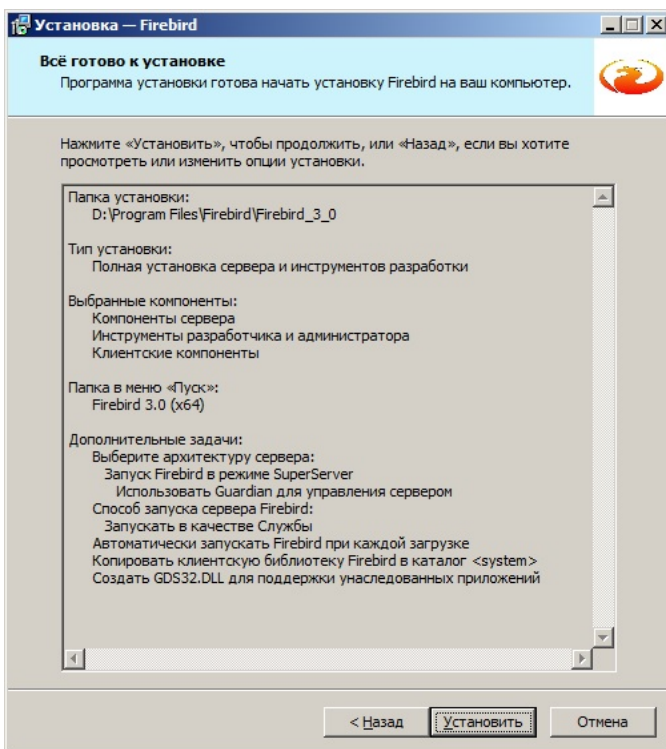 Установка — Firebird
Всё готово к установке
Программа установки готова начать установку Firebird на ваш компьютер.
Нажмите «Установить», чтобы продолжить, или «Назад», если вы хотите
просмотреть или изменить опции установки.
Папка установки:
D:\Program Files\Firebird\Firebird_3_0
Тип установки:
Полная установка сервера и инструментов разработки
Выбранные компоненты:
Компоненты сервера
Инструменты разработчика и администратора
Клиентские компоненты
Папка в меню «Пуск»:
Firebird 3.0 (x64)
Дополнительные задачи:
Выберите архитектуру сервера:
Запуск Firebird в режиме SuperServer
Использовать Guardian для управления сервером
Способ запуска сервера Firebird:
Запускать в качестве Службы
Автоматически запускать Firebird при каждой загрузке
Копировать клиентскую библиотеку Firebird в каталог <system>
Создать GDS32.DLL для поддержки унаследованных приложений
< Назад Установить Отмена